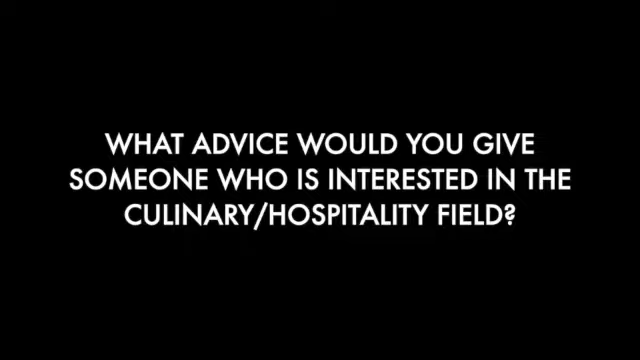 WHAT ADVICE WOULD YOU GIVE
SOMEONE WHO IS INTERESTED IN THE
CULINARY/HOSPITALITY FIELD?